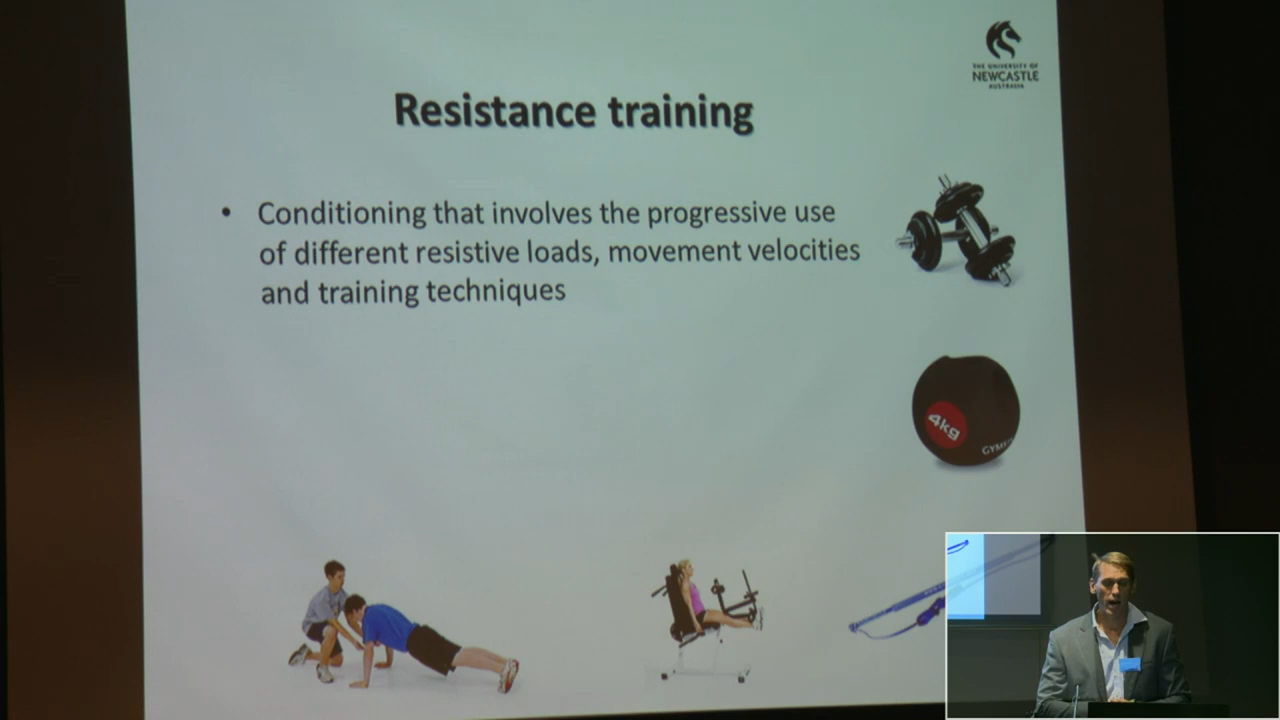 THE UNIVERSITY OF
NEWCASTLE
AUSTRALIA
Resistance training
• Conditioning that involves the progressive use
of different resistive loads, movement velocities
and training techniques
4kg